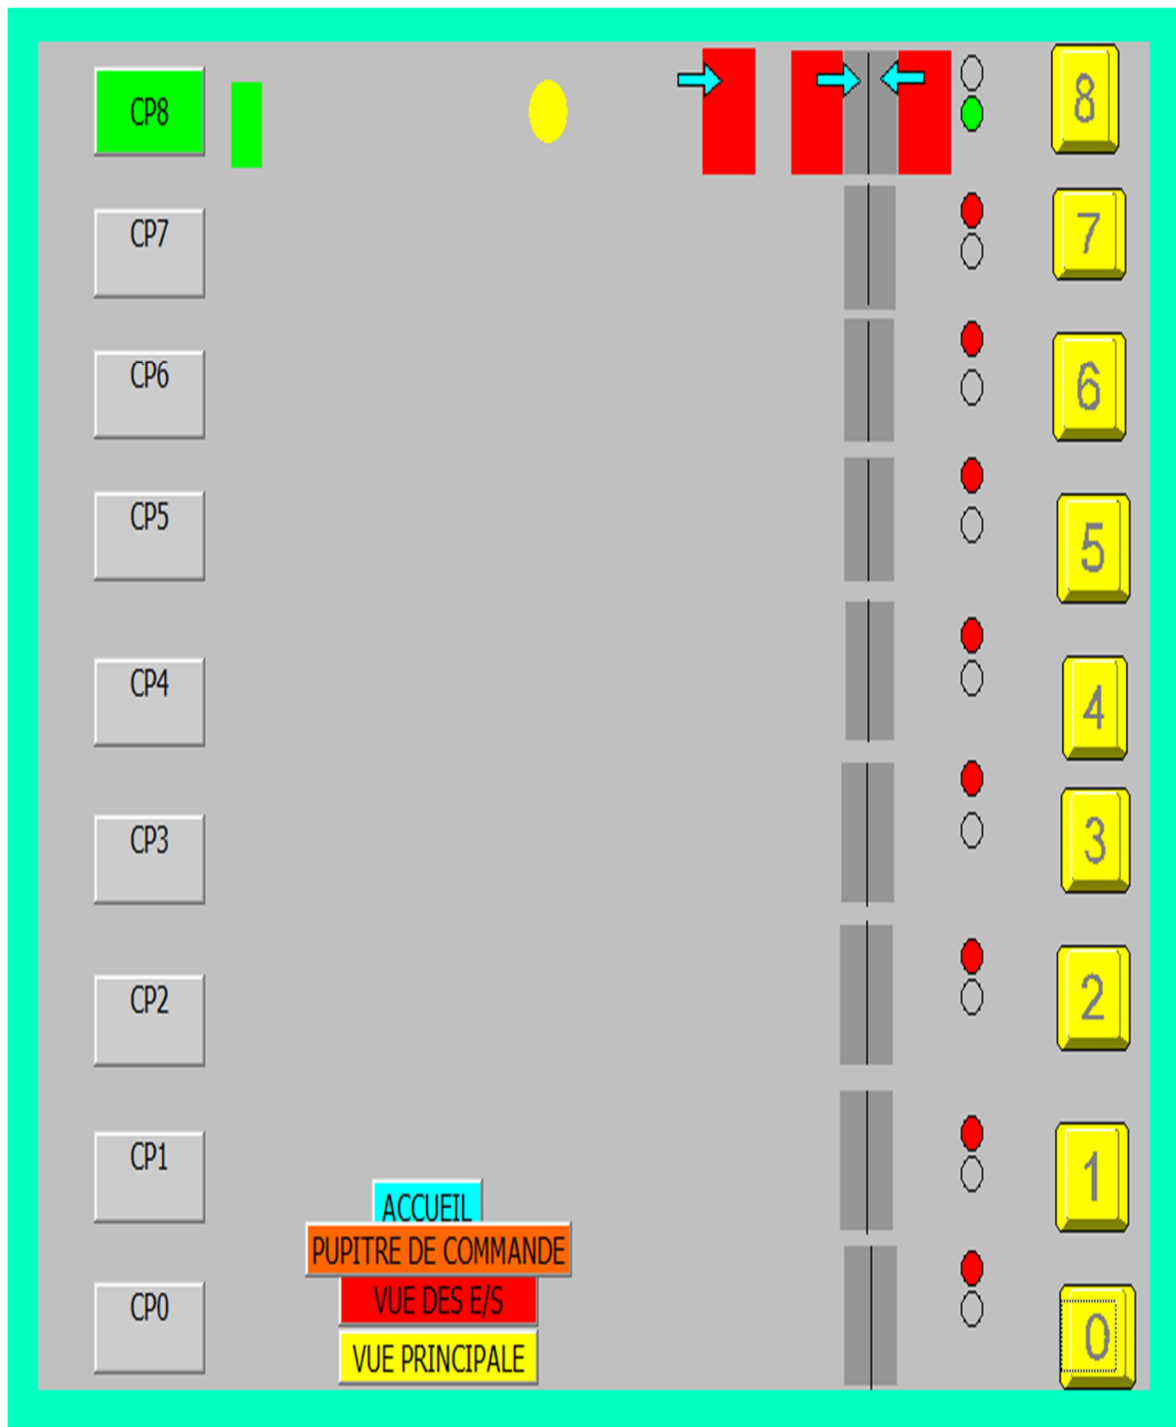 CP8
8
CP7
7
CP6
6
CP5
5
CP4
4
CP3
3
CP2
2
CP1
1
ACCUEIL
PUPITRE DE COMMANDE
VUE DES E/S
CP0
0
VUE PRINCIPALE